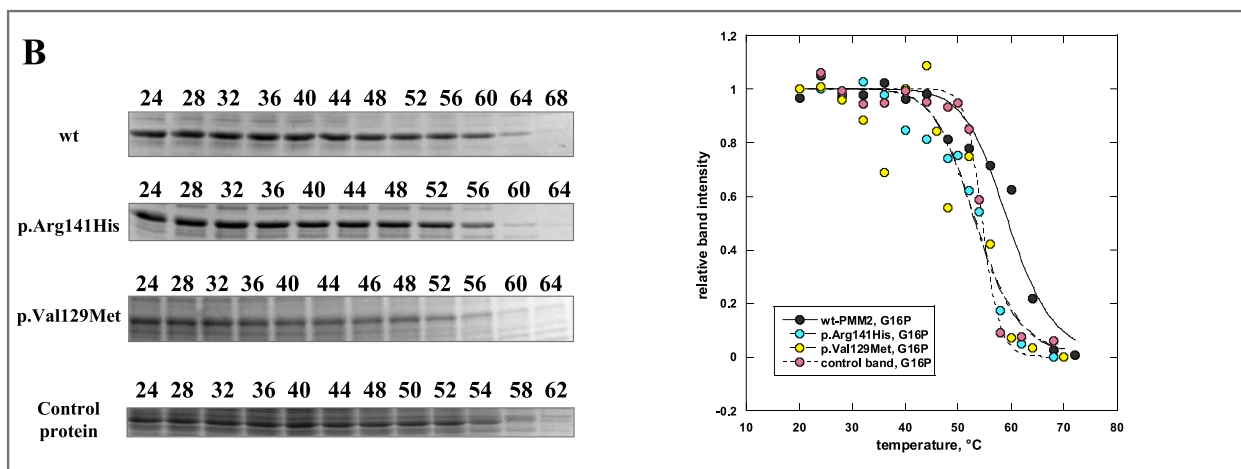 B
24 28 32 36 40 44 48 52 56 60 64 68
wt
24 28 32 36 40 44 48 52 56 60 64
p.Arg141His
24 28 32 36 40 44 46 48 52 56 60 64
p.Val129Met
24 28 32 36 40 44 48 50 52 54 58 62
Control
protein
1.2
1
0.8
0.6
0.4
0.2
0
-0.2
relative band intensity
wt-PMM2, G16P
p.Arg141His, G16P
p.Val129Met, G16P
control band, G16P
10 20 30 40 50 60 70 80
temperature, °C